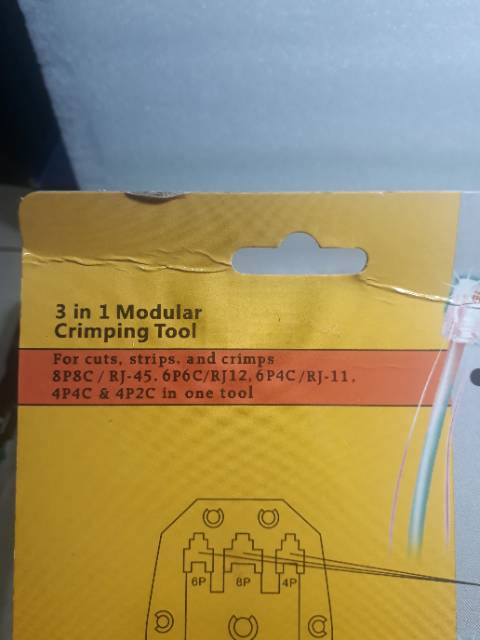 3 in 1 Modular
Crimping Tool
For cuts, strips. and crimps
8P8C / RJ-45. 6P6C/RJ12, 6P4C/RJ-11,
4P4C & 4P2C in one tool
6P 8P 4P